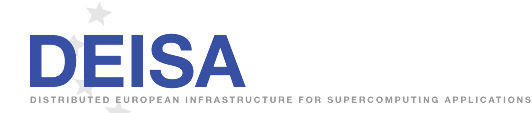 DEISA
DISTRIBUTED EUROPEAN INFRASTRUCTURE FOR SUPERCOMPUTING APPLICATIONS